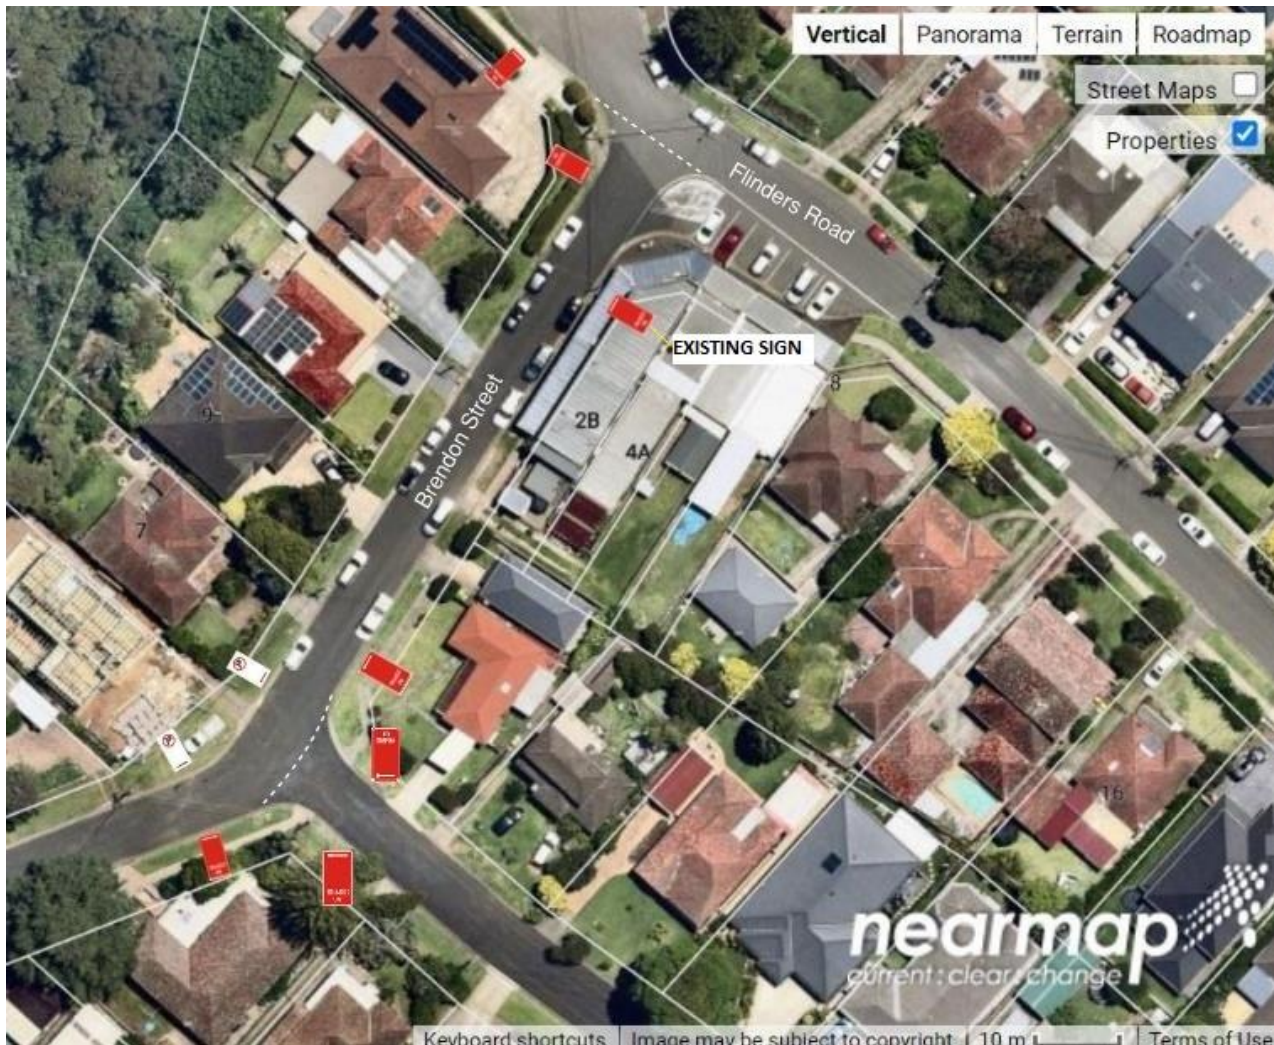 Vertical
Panorama
Terrain
Roadmap
Street Maps
Properties
Flinders Road
EXISTING SIGN
8
2B
4A
Brendon Street
9
7
16
nearmap
current : clear : change
Keyboard shortcuts
Image may be subject to copyright
10 m
Terms of Use